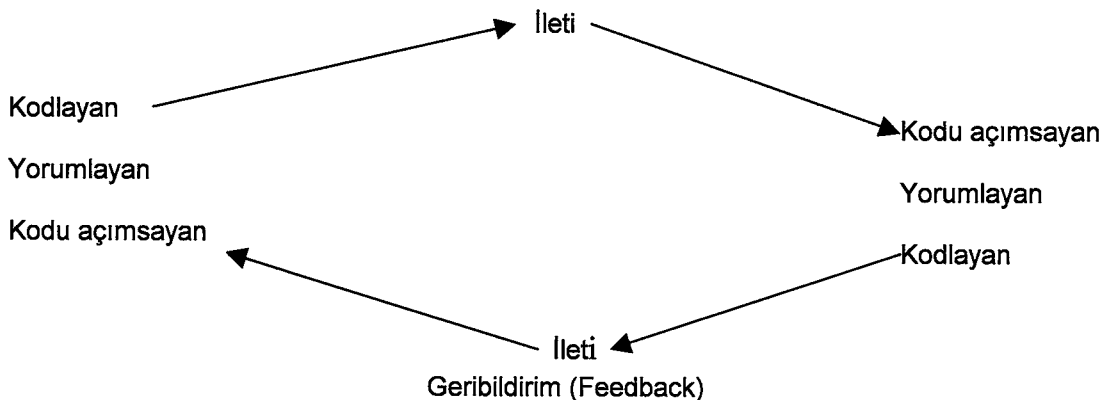 İleti
Kodlayan
Kodu açımsayan
Yorumlayan
Yorumlayan
Kodu açımsayan
Kodlayan
İleti
Geribildirim (Feedback)